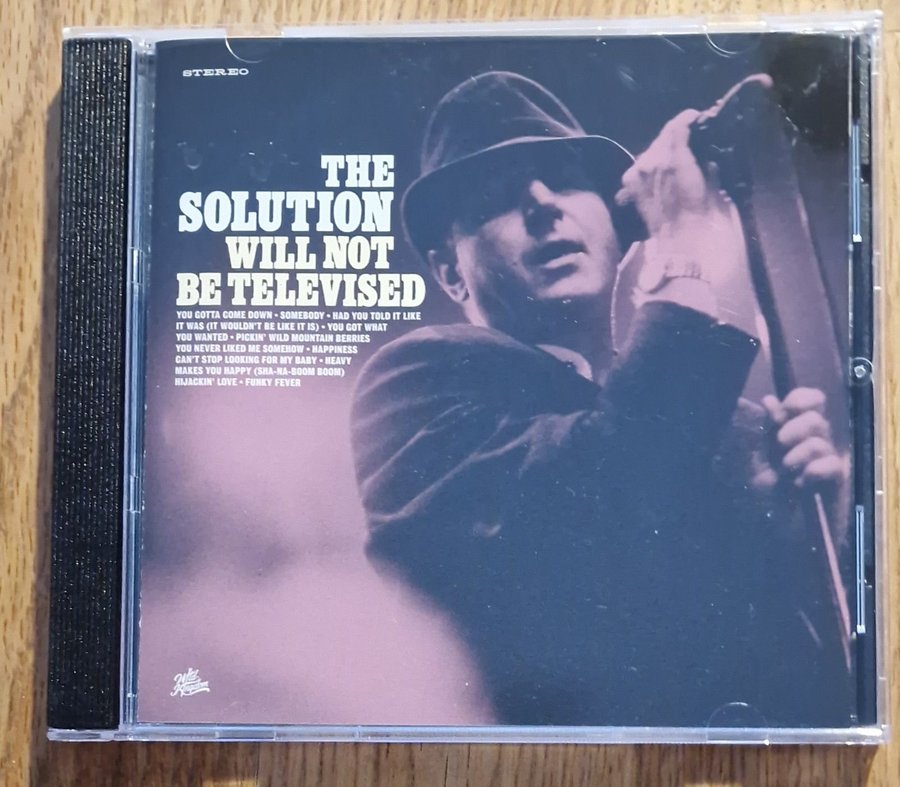 STEREO
THE
SOLUTION
WILL NOT
BE TELEVISED
YOU GOTTA COME DOWN • SOMEBODY • HAD YOU TOLD IT LIKE
IT WAS (IT WOULDN'T BE LIKE IT IS) • YOU GOT WHAT
YOU WANTED • PICKIN' WILD MOUNTAIN BERRIES
YOU NEVER LIKED ME SOMEHOW • HAPPINESS
CAN'T STOP LOOKING FOR MY BABY • HEAVY
MAKES YOU HAPPY (SHA-NA-BOOM BOOM)
HIJACKIN' LOVE • FUNKY FEVER
Wild
Kingdom